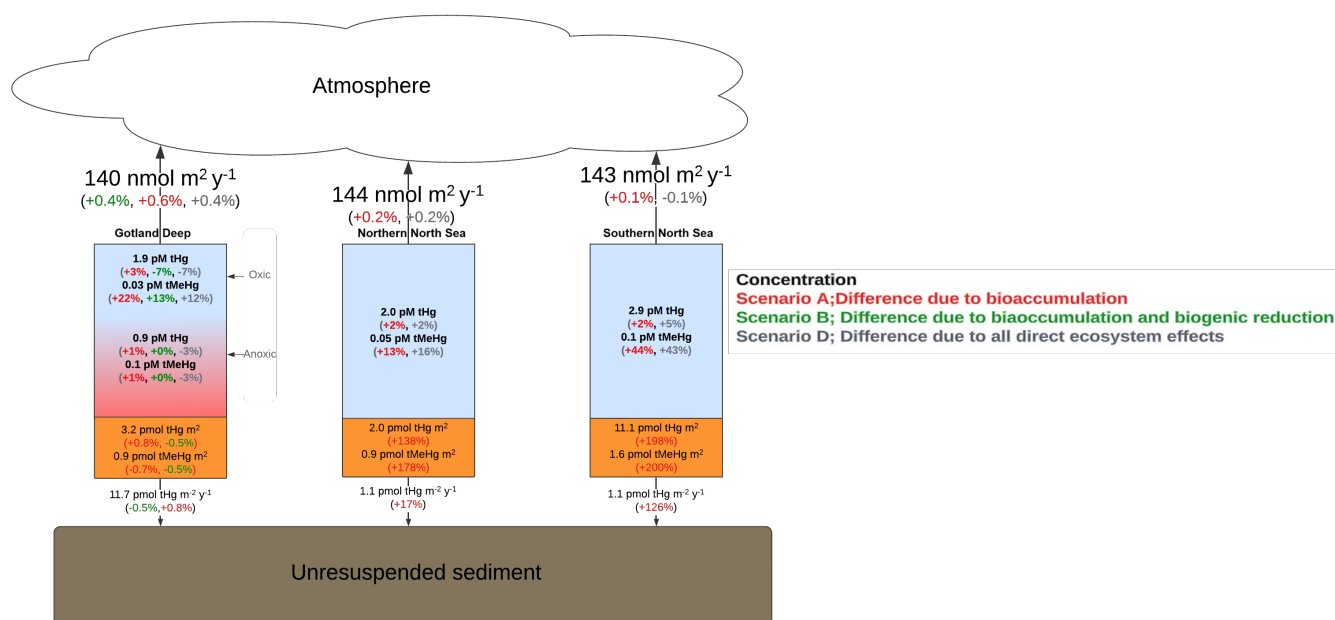 Atmosphere
140 nmol m² y⁻¹
(+0.4%, +0.6%, +0.4%)
144 nmol m² y⁻¹
(+0.2%, +0.2%)
143 nmol m² y⁻¹
(+0.1%, -0.1%)
Gotland Deep
1.9 pM tHg
(+3%, -7%, -7%)
0.03 pM tMeHg
(+22%, +13%, +12%)
0.9 pM tHg
(+1%, +0%, -3%)
0.1 pM tMeHg
(+1%, +0%, -3%)
3.2 pmol tHg m²
(+0.8%, -0.5%)
0.9 pmol tMeHg m²
(-0.7%, -0.5%)
11.7 pmol tHg m⁻² y⁻¹
(-0.5%,+0.8%)
Oxic
Anoxic
Northern North Sea
2.0 pM tHg
(+2%, +2%)
0.05 pM tMeHg
(+13%, +16%)
2.0 pmol tHg m²
(+138%)
0.9 pmol tMeHg m²
(+178%)
1.1 pmol tHg m⁻² y⁻¹
(+17%)
Southern North Sea
2.9 pM tHg
(+2%, +5%)
0.1 pM tMeHg
(+44%, +43%)
11.1 pmol tHg m²
(+198%)
1.6 pmol tMeHg m²
(+200%)
1.1 pmol tHg m⁻² y⁻¹
(+126%)
Concentration
Scenario A;Difference due to bioaccumulation
Scenario B; Difference due to biaoccumulation and biogenic reduction
Scenario D; Difference due to all direct ecosystem effects
Unresuspended sediment